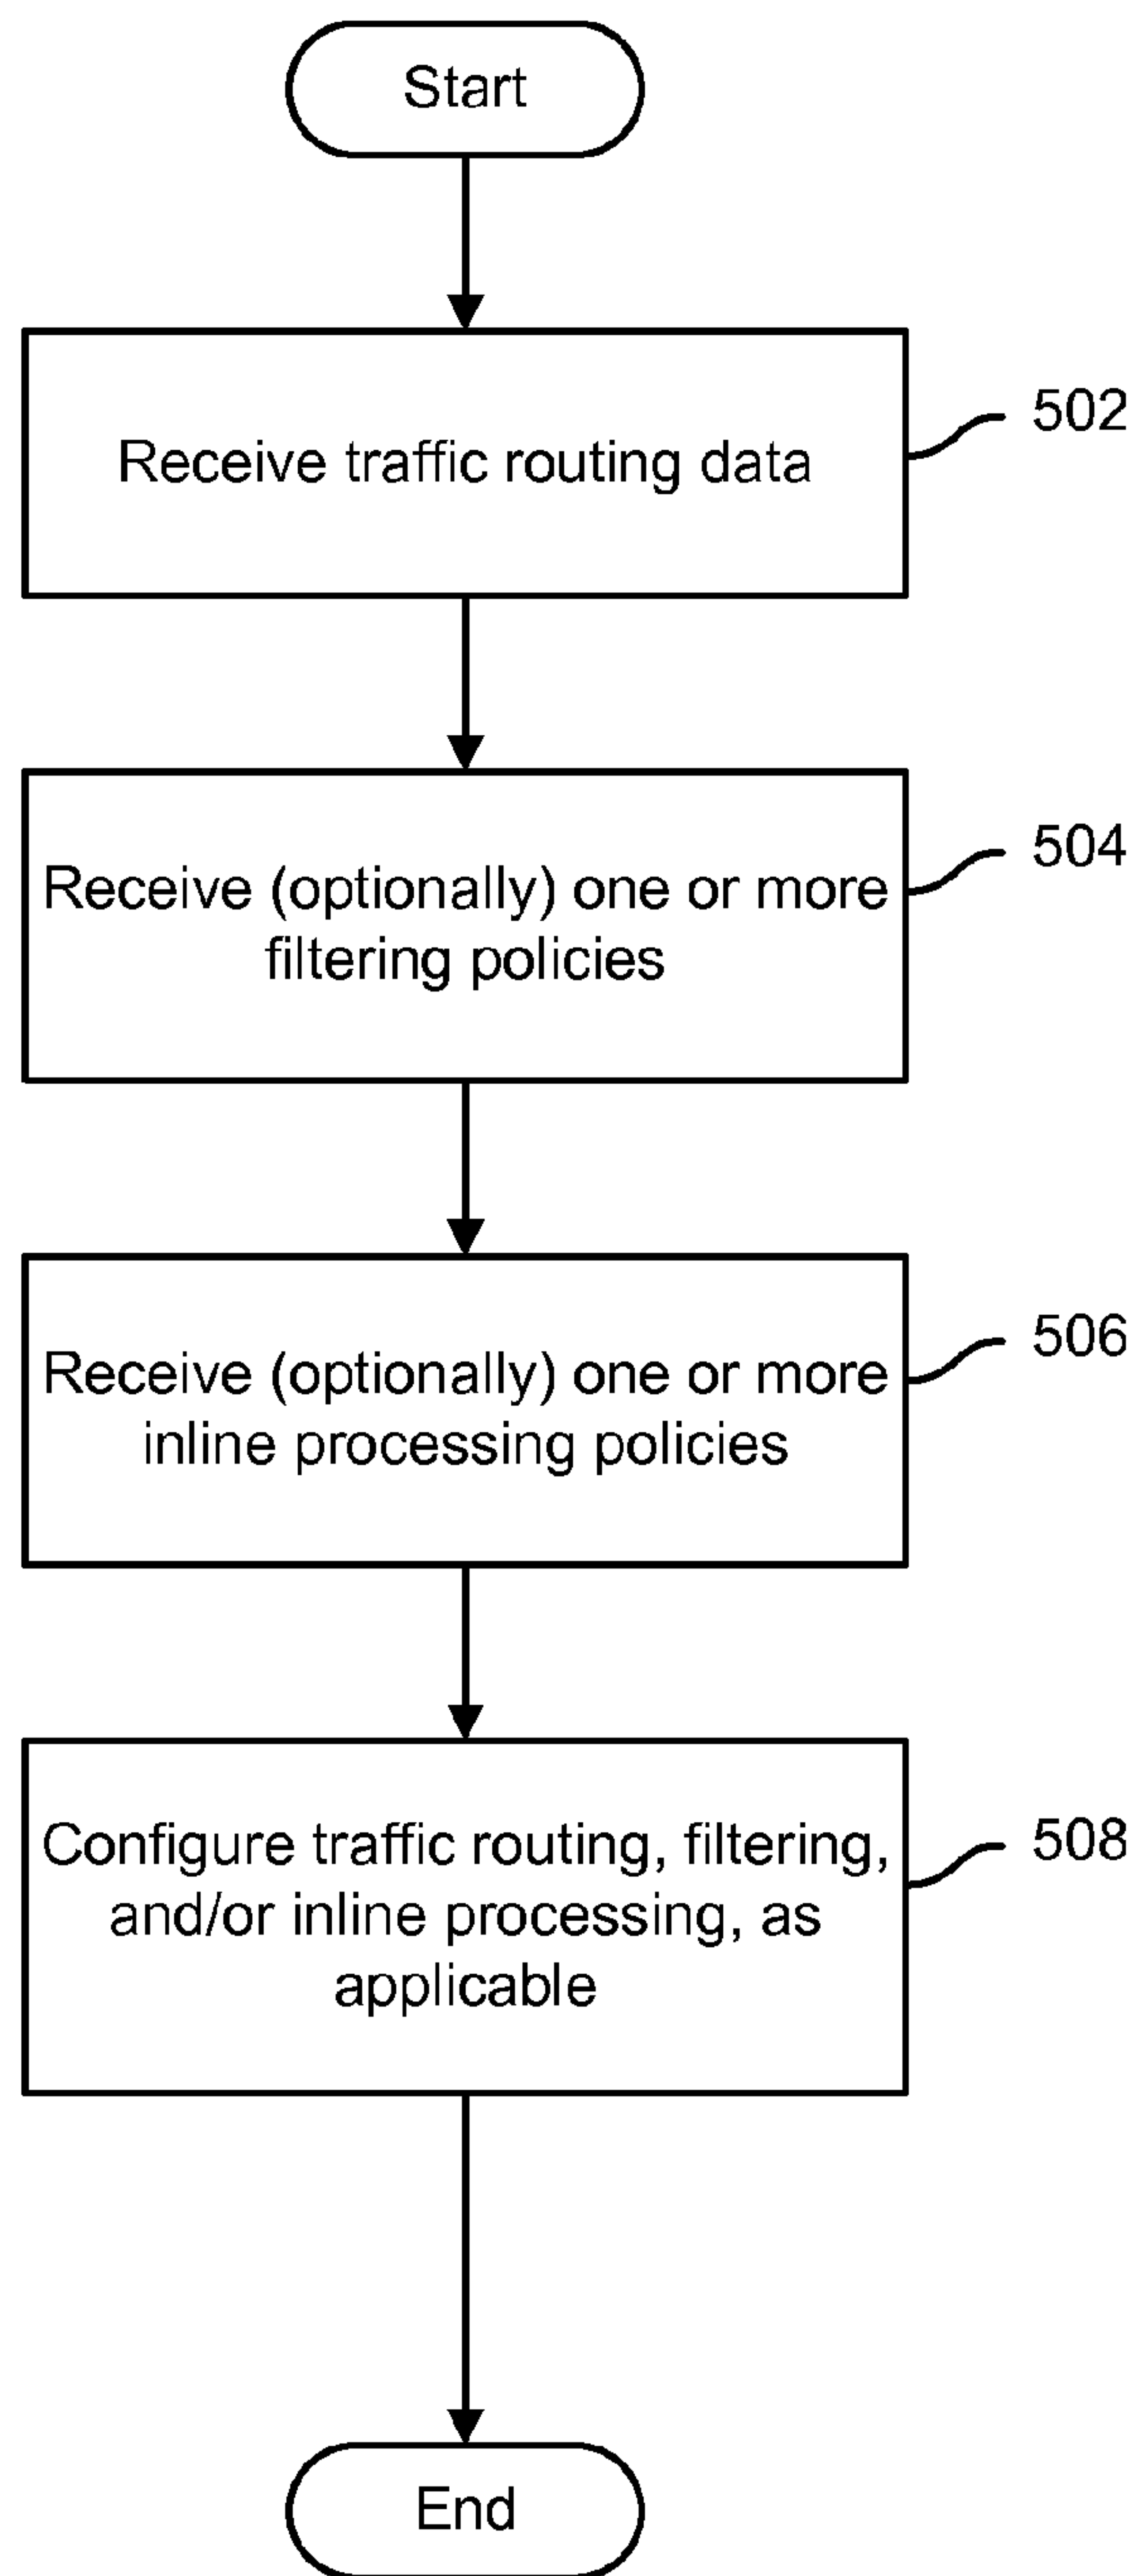 Start
Receive traffic routing data
502
Receive (optionally) one or more
filtering policies
504
Receive (optionally) one or more
inline processing policies
506
Configure traffic routing, filtering,
and/or inline processing, as
applicable
508
End